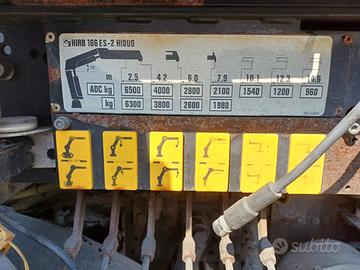 HIAB 166 ES-2 HIDUO
m 2.5 4.2 6.0 7.9 10.1 12.3 14.6
ADC kg 6500 4000 2800 2100 1540 1200 960
kg 6300 3800 2600 1980
subito